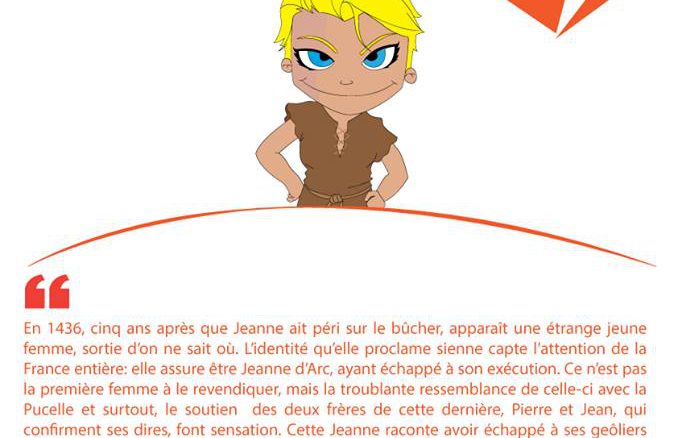 En 1436, cinq ans après que Jeanne ait péri sur le bûcher, apparaît une étrange jeune
femme, sortie d'on ne sait où. L'identité qu'elle proclame sienne capte l'attention de la
France entière: elle assure être Jeanne d'Arc, ayant échappé à son exécution. Ce n'est pas
la première femme à le revendiquer, mais la troublante ressemblance de celle-ci avec la
Pucelle et surtout, le soutien  des deux frères de cette dernière, Pierre et Jean, qui
confirment ses dires, font sensation. Cette Jeanne raconte avoir échappé à ses geôliers